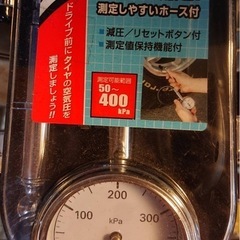 測定しやすいホース付
減圧/リセットボタン付
測定値保持機能付
ドライブ前にタイヤの空気圧を
測定しましょう!!
測定可能範囲
50～
400
kPa
200
100
kPa
300